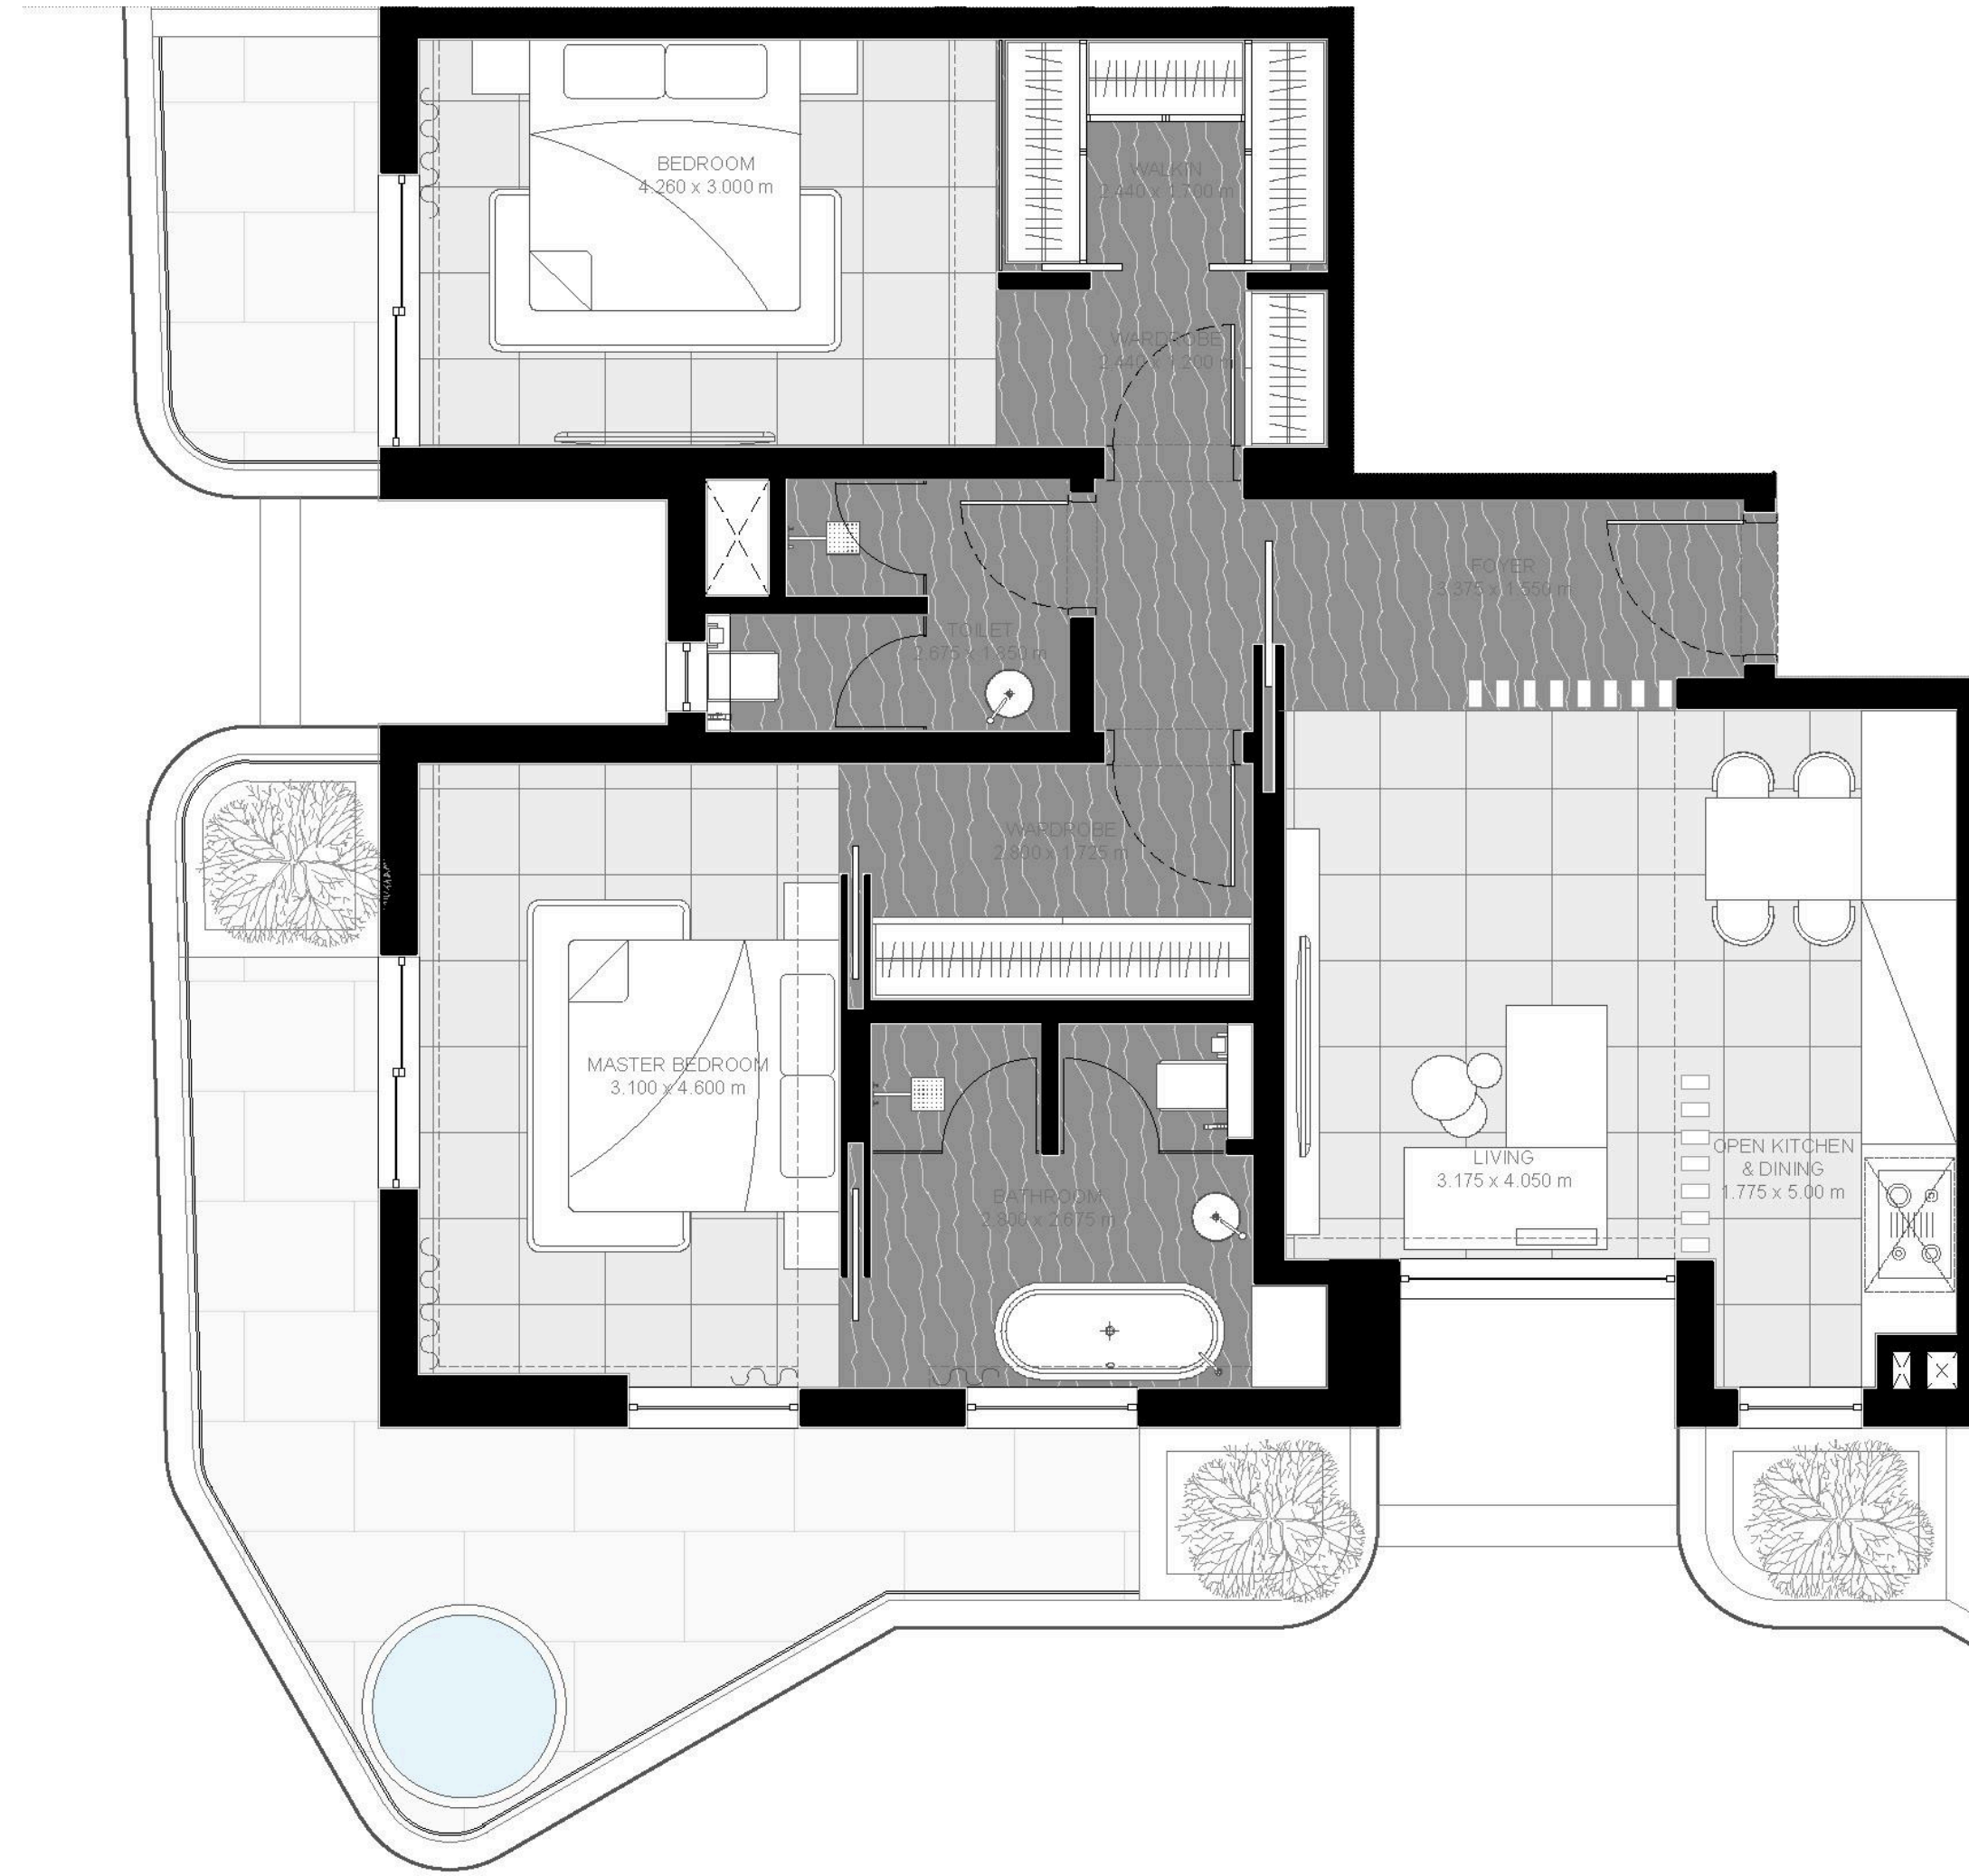 BEDROOM
4.260 x 3.000 m
WALKIN
2.440 x 1.700 m
WARDROBE
2.440 x 1.200 m
FOYER
3.375 x 1.550 m
TOILET
2.675 x 1.850 m
WARDROBE
2.800 x 1.725 m
MASTER BEDROOM
3.100 x 4.600 m
BATHROOM
2.800 x 2.675 m
LIVING
3.175 x 4.050 m
OPEN KITCHEN
& DINING
1.775 x 5.00 m